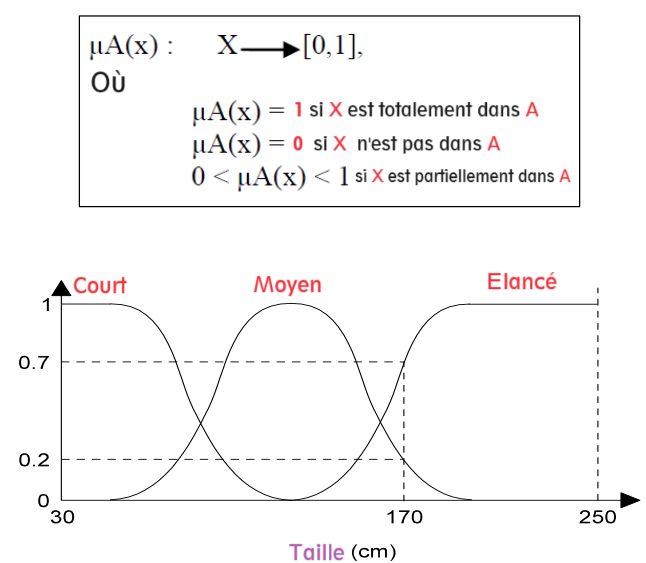 μA(x) : X → [0,1],
Où
μA(x) = 1 si X est totalement dans A
μA(x) = 0 si X n'est pas dans A
0 < μA(x) < 1 si X est partiellement dans A
Court Moyen Elancé
1
0.7
0.2
0
30 170 250
Taille (cm)